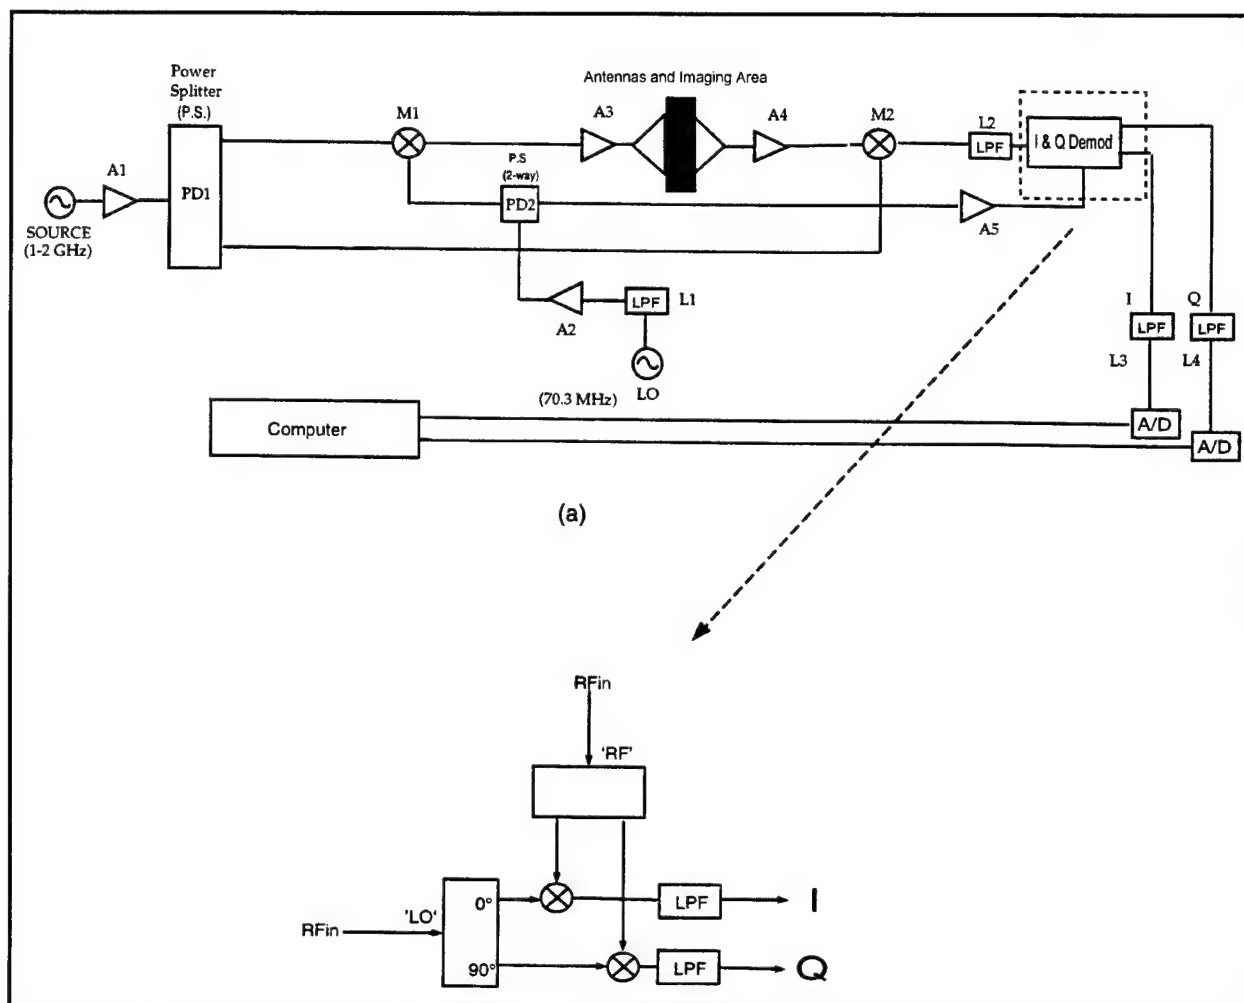 Power
Splitter
(P.S.)
Antennas and Imaging Area
M1
A3
A4
M2
L2
LPF
I & Q Demod
A1
PD1
P.S
(2-way)
PD2
A5
SOURCE
(1-2 GHz)
A2
LPF
L1
I
Q
LPF
LPF
L3
L4
LO
(70.3 MHz)
Computer
A/D
A/D
(a)
RFin
'RF'
'LO'
0°
LPF
I
RFin
90°
LPF
Q